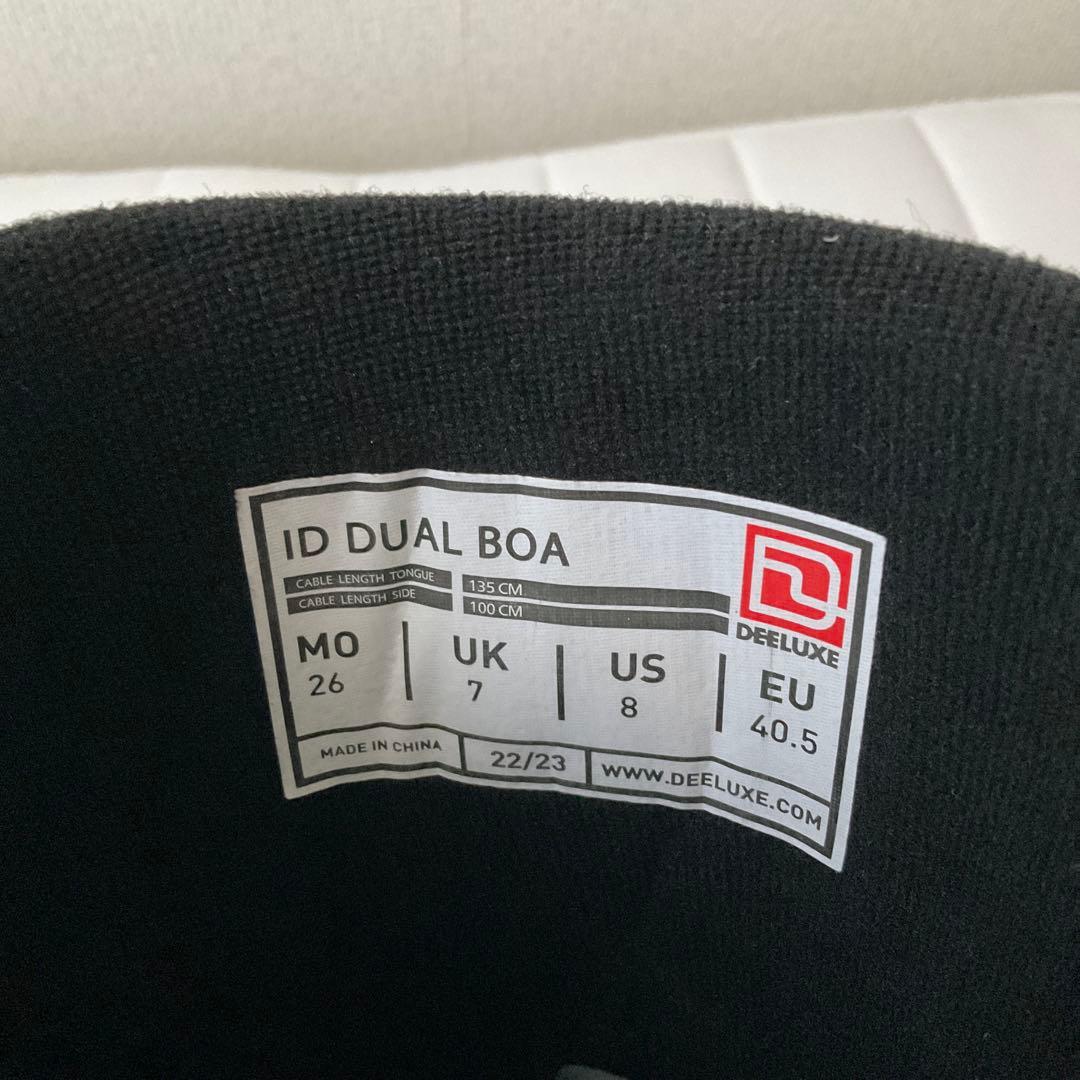 ID DUAL BOA
CABLE LENGTH TONGUE 135 CM
CABLE LENGTH SIDE 100 CM
DEELUXE
MO UK US EU
26 7 8 40.5
MADE IN CHINA 22/23 WWW.DEELUXE.COM